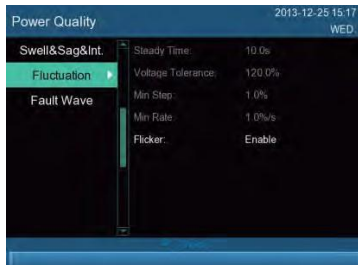 Power Quality
2013-12-25 15:17
WED.
Swell&Sag&Int.
Fluctuation
Fault Wave
Steady Time: 10.0s
Voltage Tolerance: 120.0%
Min Step: 1.0%
Min Rate: 1.0%/s
Flicker: Enable